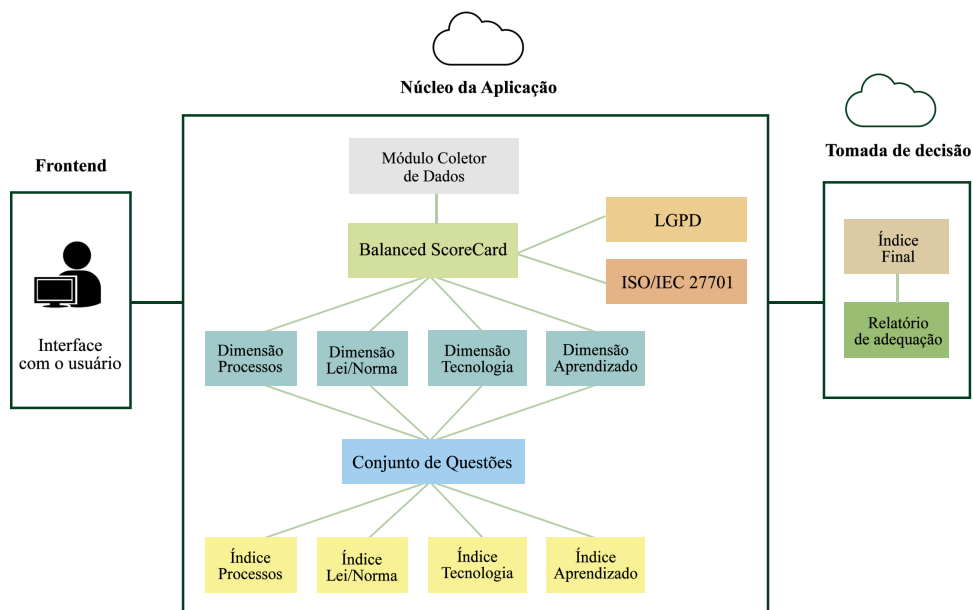 Núcleo da Aplicação
Frontend
Tomada de decisão
Módulo Coletor
de Dados
LGPD
Balanced ScoreCard
ISO/IEC 27701
Índice
Final
Interface
com o usuário
Dimensão
Processos
Dimensão
Lei/Norma
Dimensão
Tecnologia
Dimensão
Aprendizado
Relatório
de adequação
Conjunto de Questões
Índice
Processos
Índice
Lei/Norma
Índice
Tecnologia
Índice
Aprendizado